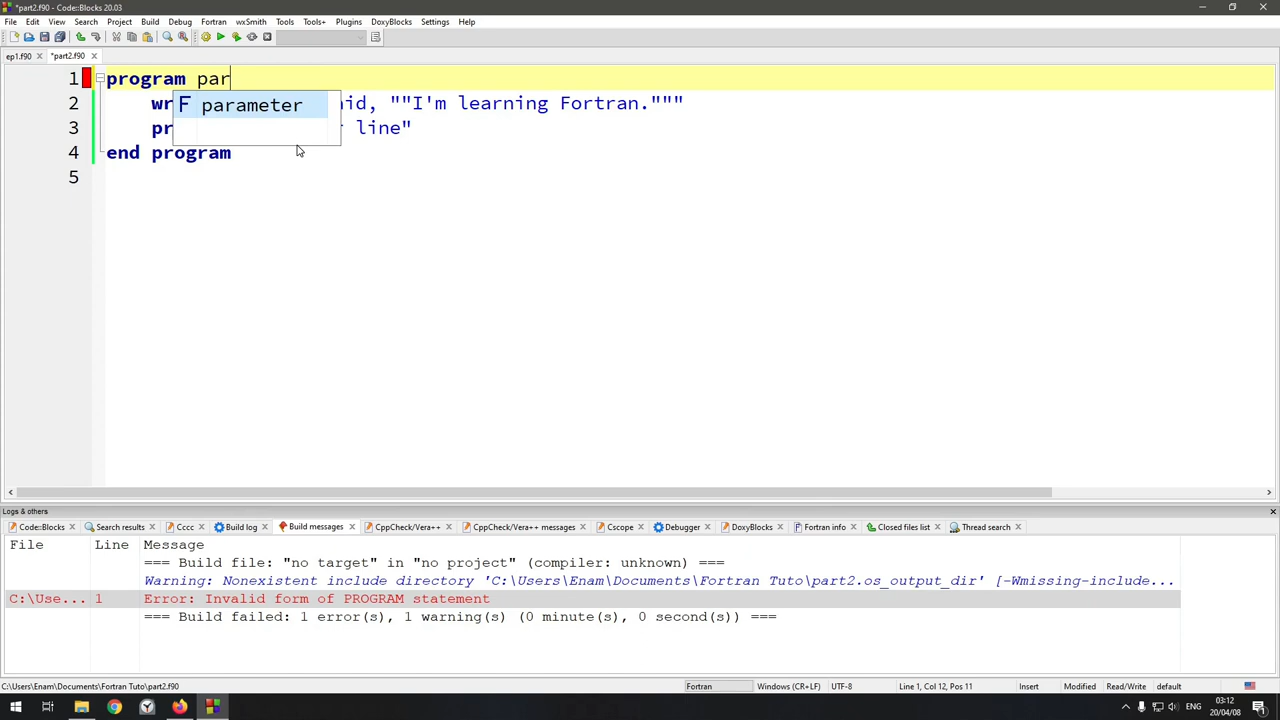 *part2.f90 - Code::Blocks 20.03
File Edit View Search Project Build Debug Fortran wxSmith Tools Tools+ Plugins DoxyBlocks Settings Help
ep1.f90 *part2.f90
1 program par
F parameter
2 wr id, ""I'm learning Fortran."""
3 pr line"
4 end program
5
Logs & others
Code::Blocks Search results Cccc Build log Build messages CppCheck/Vera++ CppCheck/Vera++ messages Cscope Debugger DoxyBlocks Fortran info Closed files list Thread search
File Line Message
=== Build file: "no target" in "no project" (compiler: unknown) ===
Warning: Nonexistent include directory 'C:\Users\Enam\Documents\Fortran Tuto\part2.os_output_dir' [-Wmissing-include...
C:\Use... 1 Error: Invalid form of PROGRAM statement
=== Build failed: 1 error(s), 1 warning(s) (0 minute(s), 0 second(s)) ===
C:\Users\Enam\Documents\Fortran Tuto\part2.f90 Fortran Windows (CR+LF) UTF-8 Line 1, Col 12, Pos 11 Insert Modified Read/Write default
ENG 03:12
20/04/08